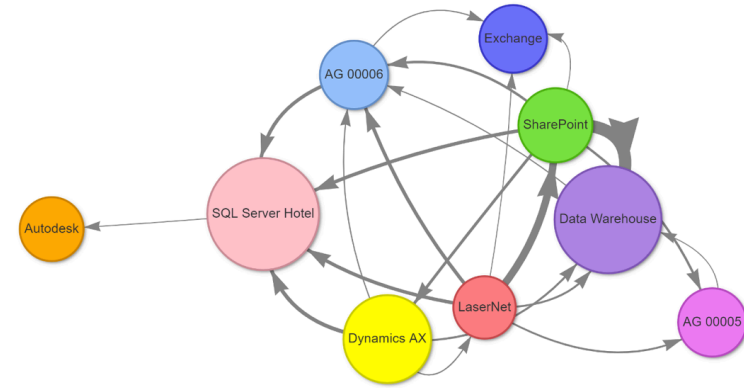 Exchange
AG 00006
SharePoint
SQL Server Hotel
Data Warehouse
Autodesk
LaserNet
AG 00005
Dynamics AX